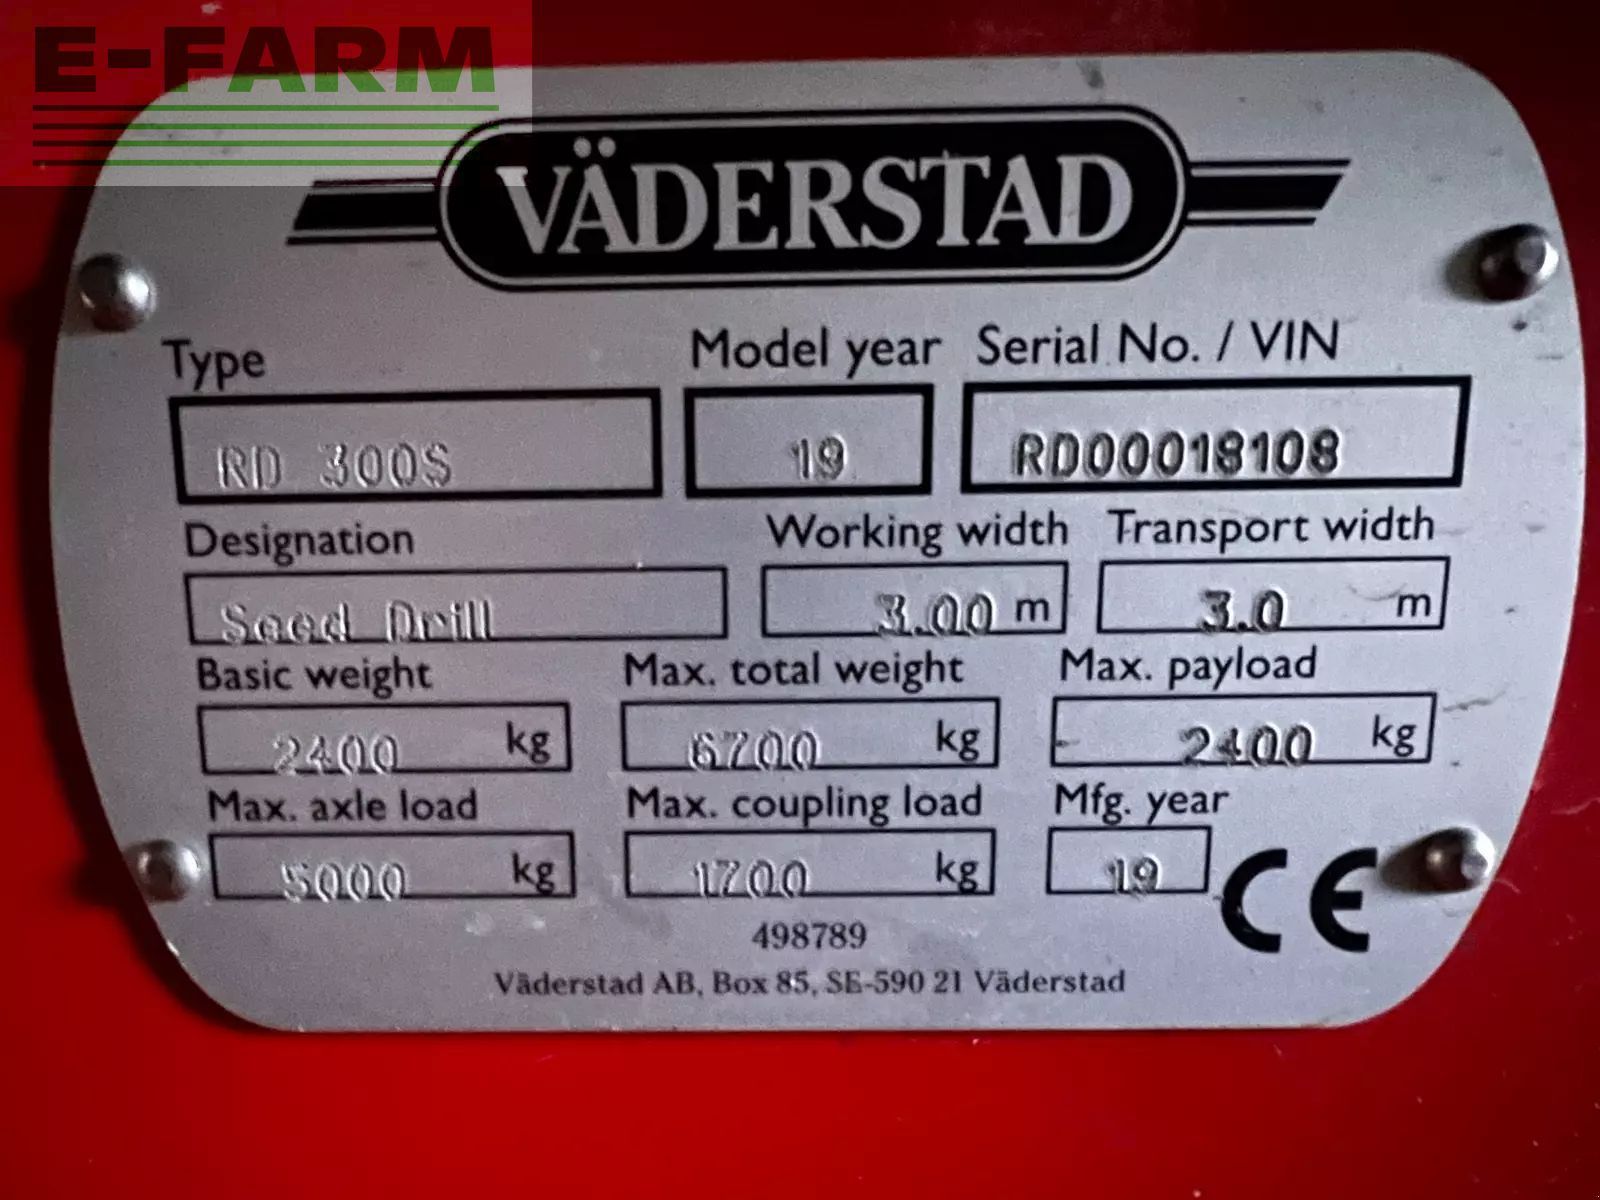 E-FARM
VÄDERSTAD
Type Model year Serial No. / VIN
RD 300S 19 RD00018108
Designation Working width Transport width
Seed Drill 3.00 m 3.0 m
Basic weight Max. total weight Max. payload
2400 kg 6700 kg 2400 kg
Max. axle load Max. coupling load Mfg. year
5000 kg 1700 kg 19 CE
498789
Väderstad AB, Box 85, SE-590 21 Väderstad